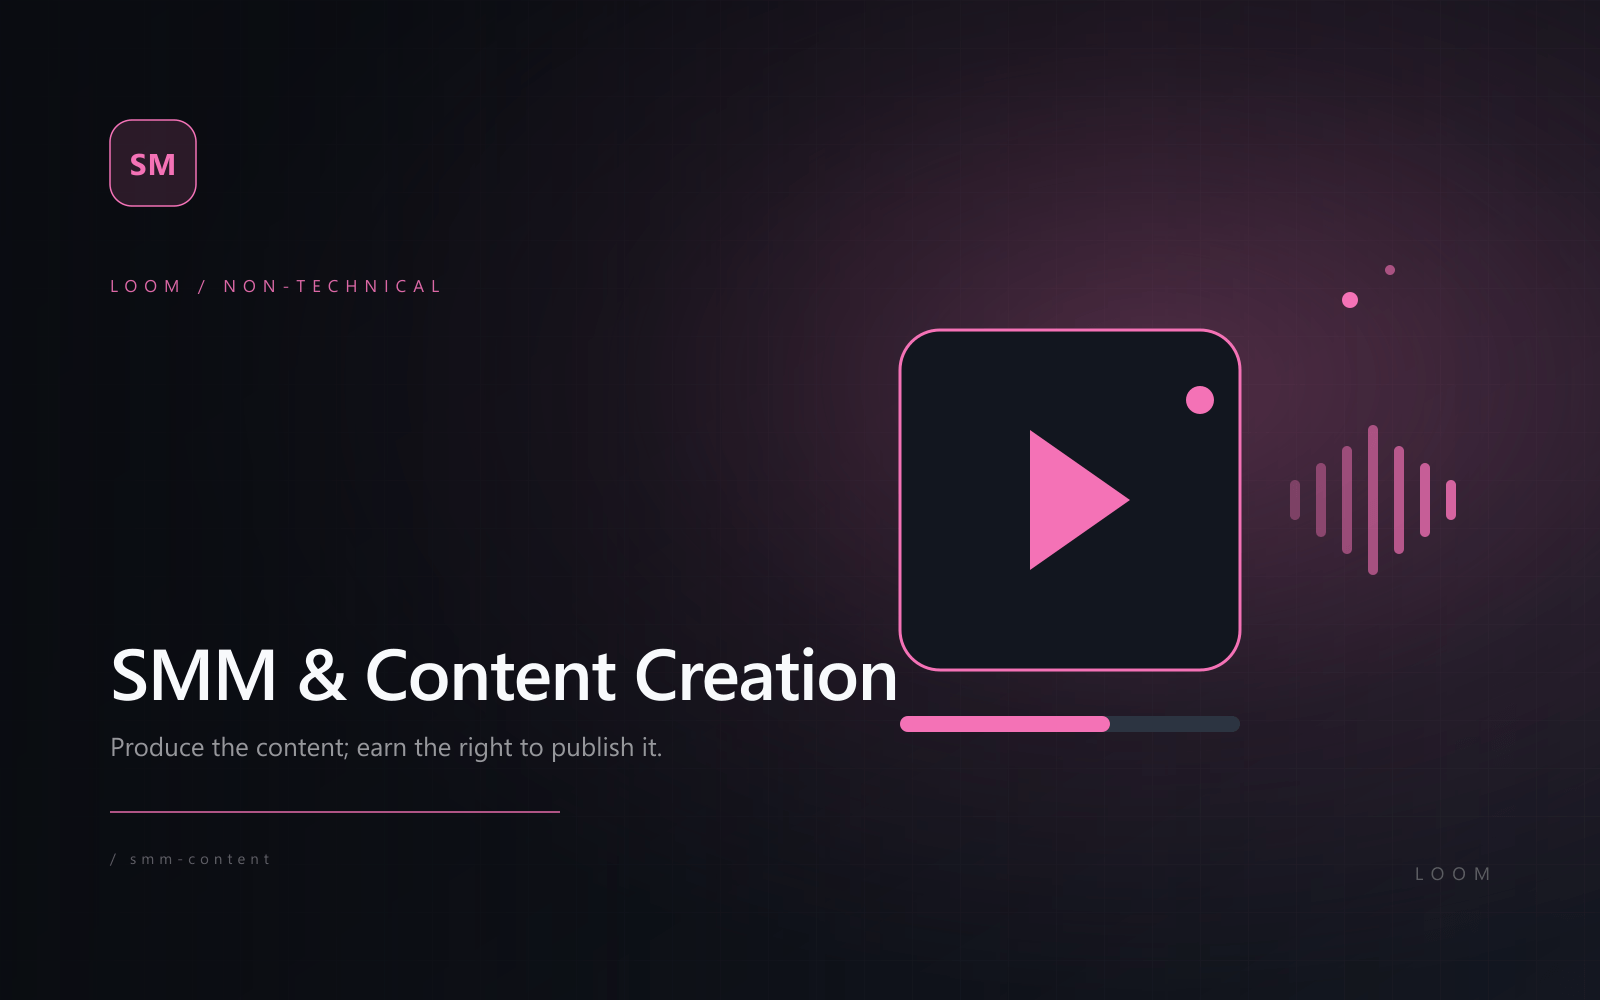 SM
LOOM / NON-TECHNICAL
SMM & Content Creation
Produce the content; earn the right to publish it.
/ smm-content
LOOM